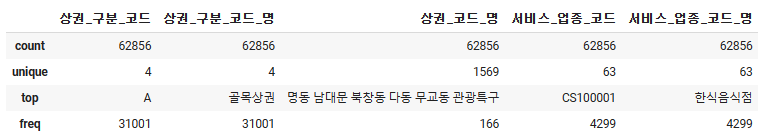 상권_구분_코드 상권_구분_코드_명 상권_코드_명 서비스_업종_코드 서비스_업종_코드_명
count 62856 62856 62856 62856 62856
unique 4 4 1569 63 63
top A 골목상권 명동 남대문 북창동 다동 무교동 관광특구 CS100001 한식음식점
freq 31001 31001 166 4299 4299